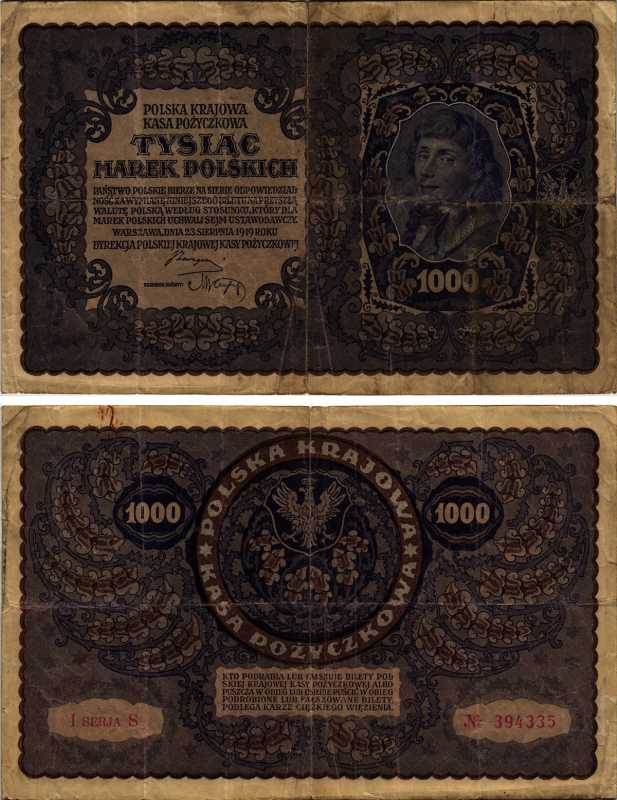 POLSKA KRAJOWA
KASA POŻYCZKOWA
TYSIĄC
MAREK POLSKICH
PAŃSTWO POLSKIE BIERZE NA SIEBIE ODPOWIEDZIAL
NOŚĆ ZA WYMIANĘ NINIEJSZEGO BILETU NA PRZYSZŁĄ
WALUTĘ POLSKĄ WEDŁUG STOSUNKU, KTÓRY DLA
MAREK POLSKICH UCHWALI SEJM USTAWODAWCZY.
WARSZAWA, DNIA 23. SIERPNIA 1919 ROKU
DYREKCJA POLSKIEJ KRAJOWEJ KASY POŻYCZKOWEJ
1000
POLSKA KRAJOWA
KASA POŻYCZKOWA
1000
1000
KTO PODRABIA LUB FAŁSZUJE BILETY POL
SKIEJ KRAJOWEJ KASY POŻYCZKOWEJ ALBO
PUSZCZA W OBIEG LUB USIŁUJE PUŚCIĆ W OBIEG
PODROBIONE LUB FAŁSZOWANE BILETY,
PODLEGA KARZE CIĘŻKIEGO WIĘZIENIA.
I SERJA S
№ 394335